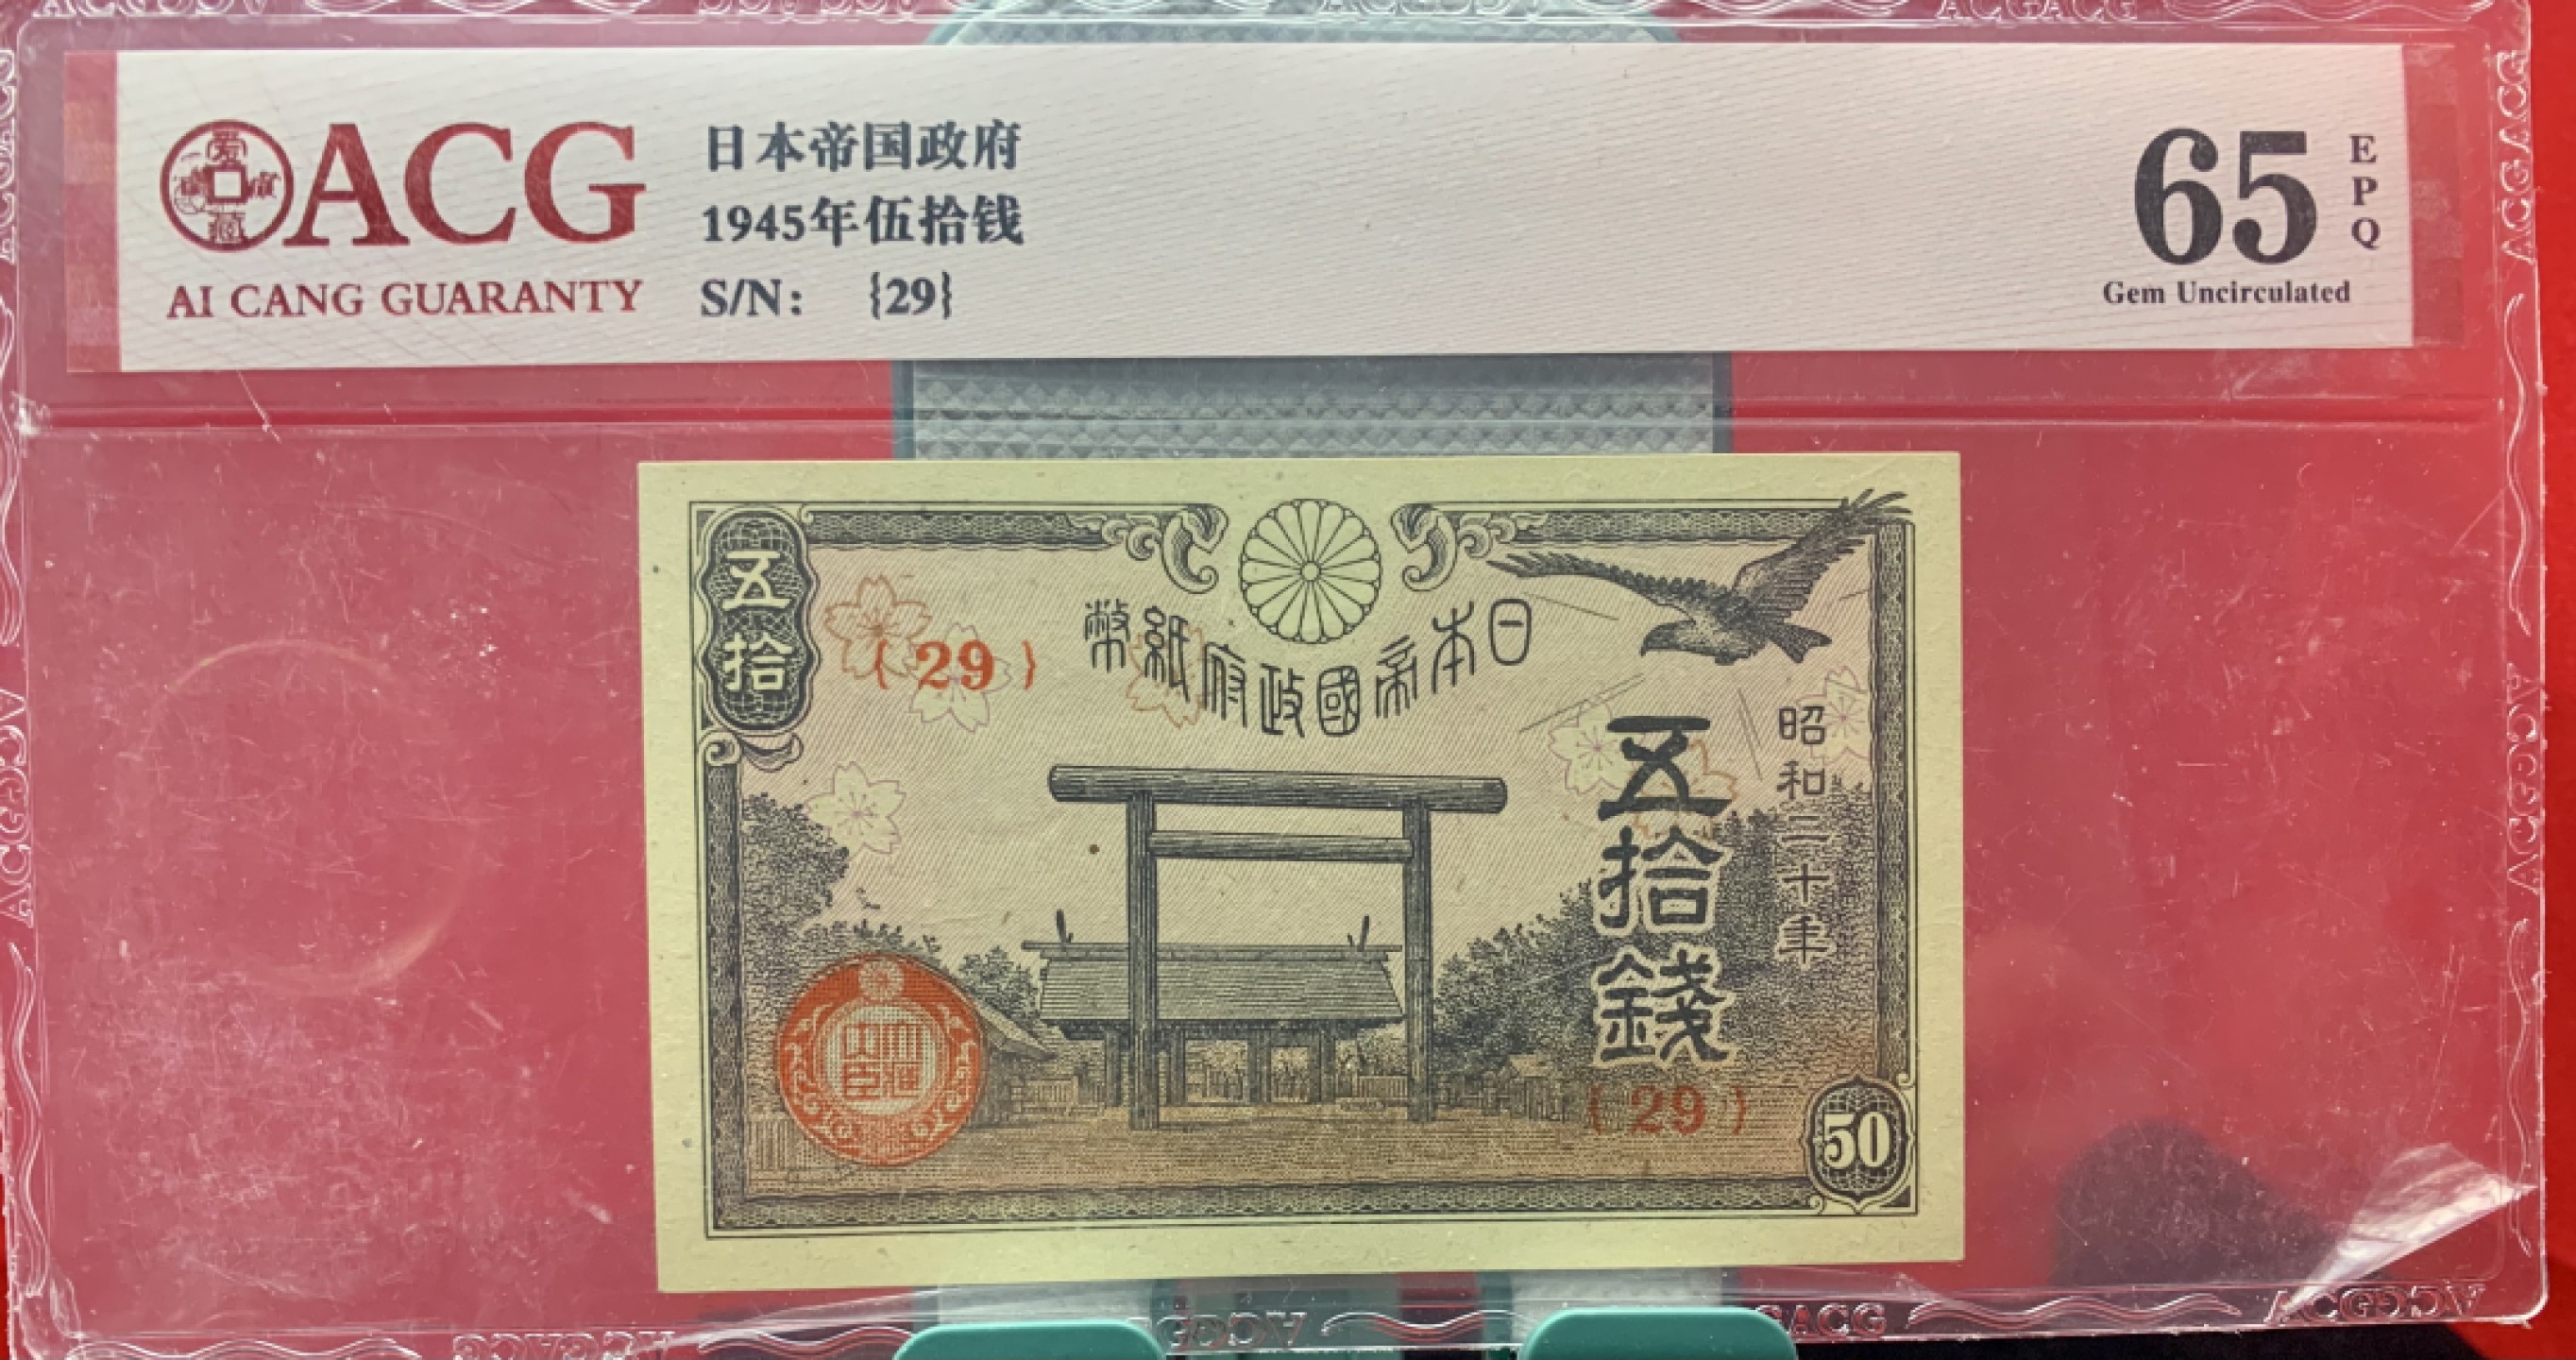 ACG
AI CANG GUARANTY
爱藏
日本帝国政府
1945年伍拾钱
S/N: {29}
65
EPQ
Gem Uncirculated
五拾
{29}
幣紙府政國帝本日
昭和二十年
五拾錢
{29}
50